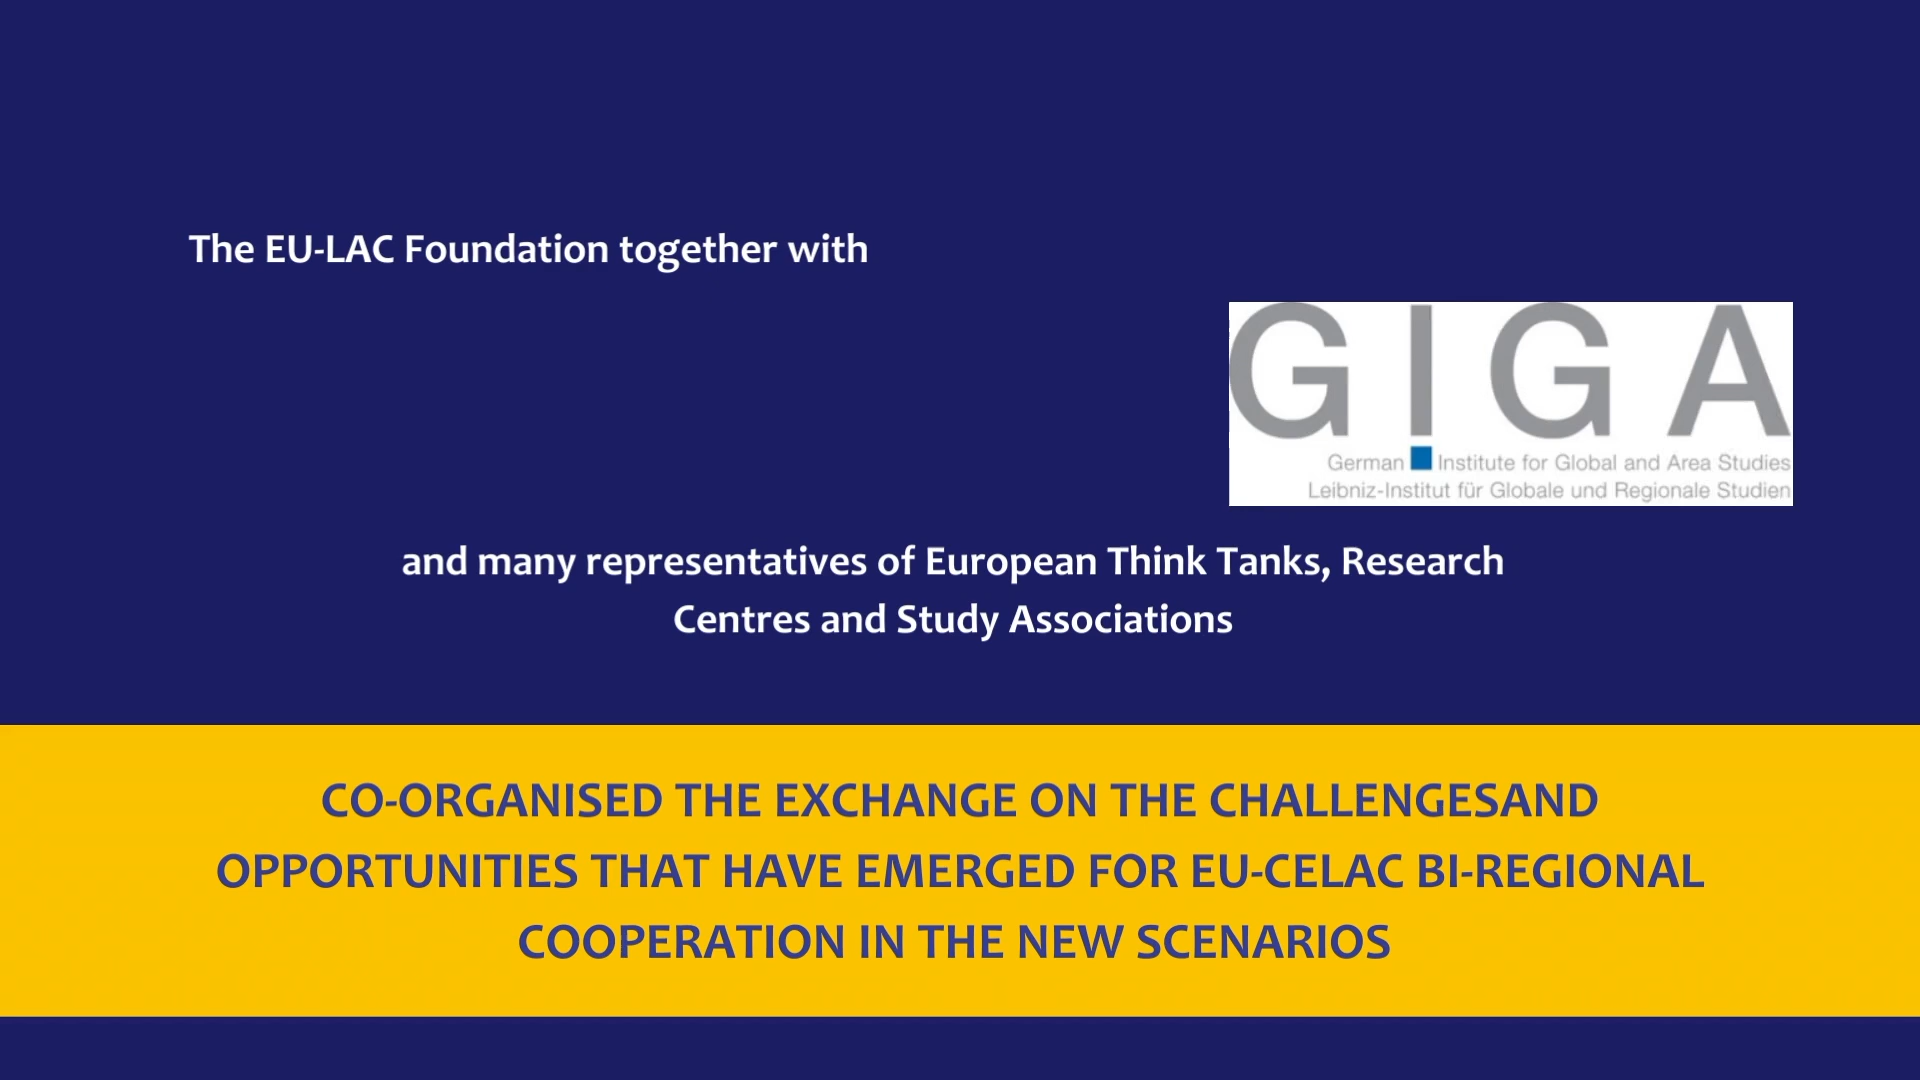 The EU-LAC Foundation together with
GIGA
German Institute for Global and Area Studies
Leibniz-Institut für Globale und Regionale Studien
and many representatives of European Think Tanks, Research
Centres and Study Associations
CO-ORGANISED THE EXCHANGE ON THE CHALLENGESAND
OPPORTUNITIES THAT HAVE EMERGED FOR EU-CELAC BI-REGIONAL
COOPERATION IN THE NEW SCENARIOS